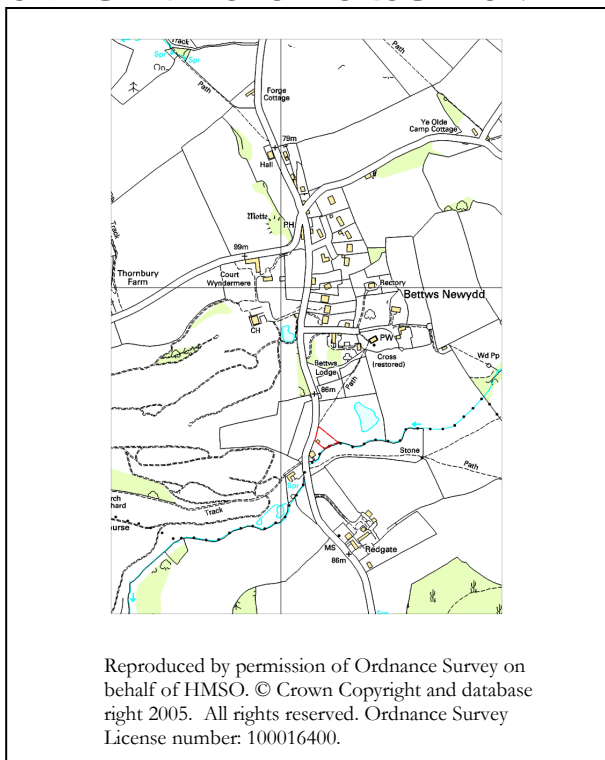 Track
Spr
Spr
Path
Path
Forge
Cottage
Ye Olde
Camp Cottage
79m
Hall
Motte
PH
99m
Track
Thornbury
Farm
Court
Wyndermere
Rectory
Bettws Newydd
CH
PW
Cross
(restored)
Wd Pp
Bettws
Lodge
Path
86m
Stone
Path
Spr
Track
MS
Redgate
86m
Spr
Reproduced by permission of Ordnance Survey on
behalf of HMSO. © Crown Copyright and database
right 2005.  All rights reserved. Ordnance Survey
License number: 100016400.